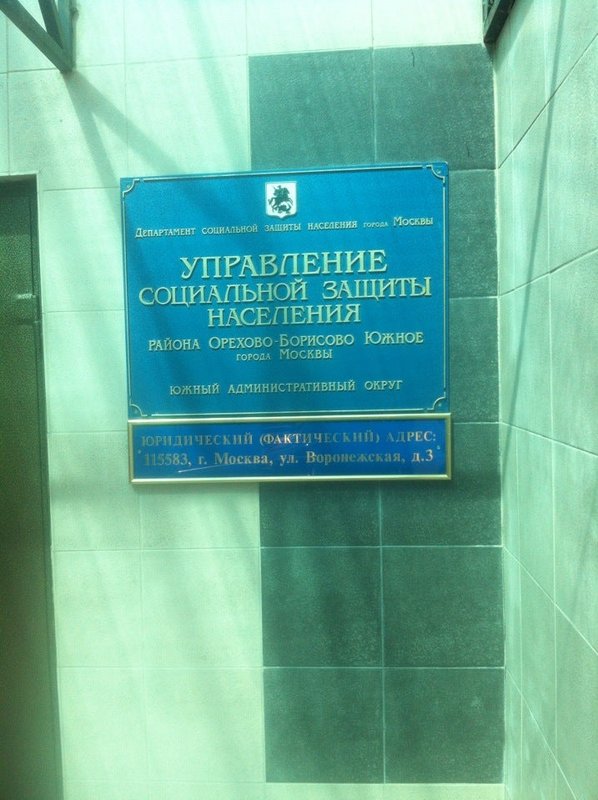 Департамент социальной защиты населения города Москвы
УПРАВЛЕНИЕ
СОЦИАЛЬНОЙ ЗАЩИТЫ
НАСЕЛЕНИЯ
РАЙОНА ОРЕХОВО-БОРИСОВО ЮЖНОЕ
ГОРОДА МОСКВЫ
ЮЖНЫЙ АДМИНИСТРАТИВНЫЙ ОКРУГ
ЮРИДИЧЕСКИЙ (ФАКТИЧЕСКИЙ) АДРЕС:
115583, г. Москва, ул. Воронежская, д.3